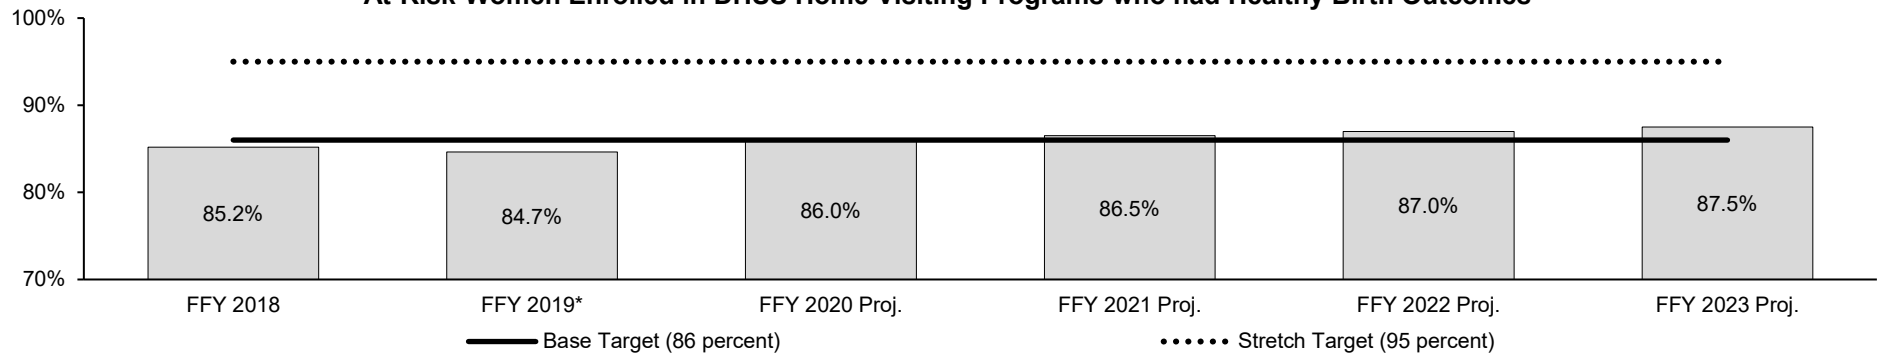 At-Risk Women Enrolled in DHSS Home Visiting Programs who had Healthy Birth Outcomes
100%
90%
80%
70%
85.2%
84.7%
86.0%
86.5%
87.0%
87.5%
FFY 2018
FFY 2019*
FFY 2020 Proj.
FFY 2021 Proj.
FFY 2022 Proj.
FFY 2023 Proj.
Base Target (86 percent)
Stretch Target (95 percent)